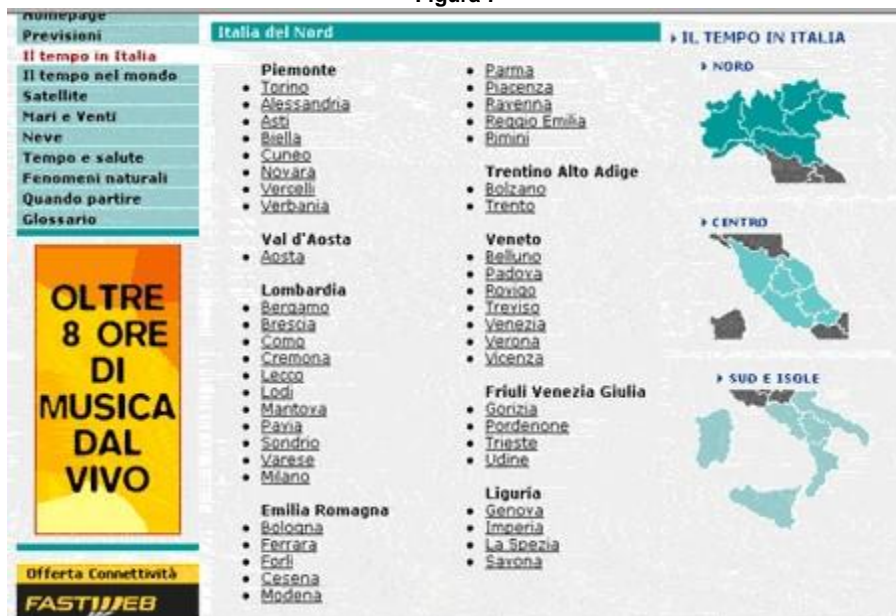 Homepage
Previsioni
Il tempo in Italia
Il tempo nel mondo
Satellite
Mari e Venti
Neve
Tempo e salute
Fenomeni naturali
Quando partire
Glossario
OLTRE
8 ORE
DI
MUSICA
DAL
VIVO
Offerta Connettività
FASTWEB
Italia del Nord
Piemonte
Torino
Alessandria
Asti
Biella
Cuneo
Novara
Vercelli
Verbania
Val d'Aosta
Aosta
Lombardia
Bergamo
Brescia
Como
Cremona
Lecco
Lodi
Mantova
Pavia
Sondrio
Varese
Milano
Emilia Romagna
Bologna
Ferrara
Forlì
Cesena
Modena
Parma
Piacenza
Ravenna
Reggio Emilia
Rimini
Trentino Alto Adige
Bolzano
Trento
Veneto
Belluno
Padova
Rovigo
Treviso
Venezia
Verona
Vicenza
Friuli Venezia Giulia
Gorizia
Pordenone
Trieste
Udine
Liguria
Genova
Imperia
La Spezia
Savona
IL TEMPO IN ITALIA
NORD
CENTRO
SUD E ISOLE